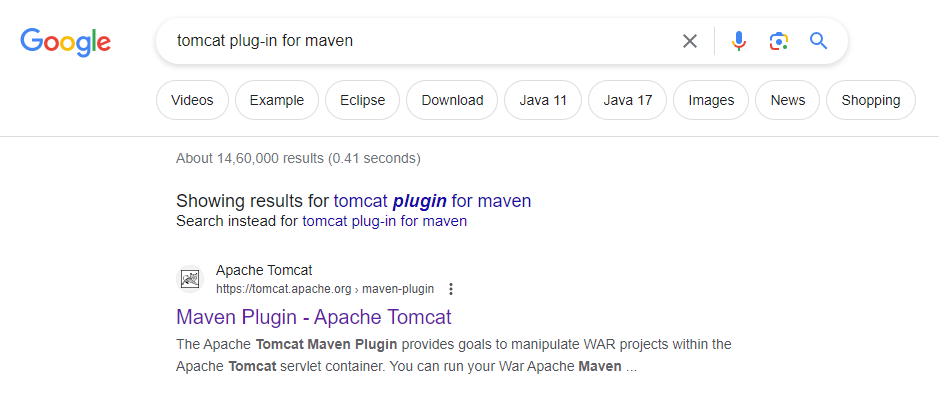 Google
tomcat plug-in for maven
Videos Example Eclipse Download Java 11 Java 17 Images News Shopping
About 14,60,000 results (0.41 seconds)
Showing results for tomcat plugin for maven
Search instead for tomcat plug-in for maven
Apache Tomcat
https://tomcat.apache.org › maven-plugin
Maven Plugin - Apache Tomcat
The Apache Tomcat Maven Plugin provides goals to manipulate WAR projects within the
Apache Tomcat servlet container. You can run your War Apache Maven ...